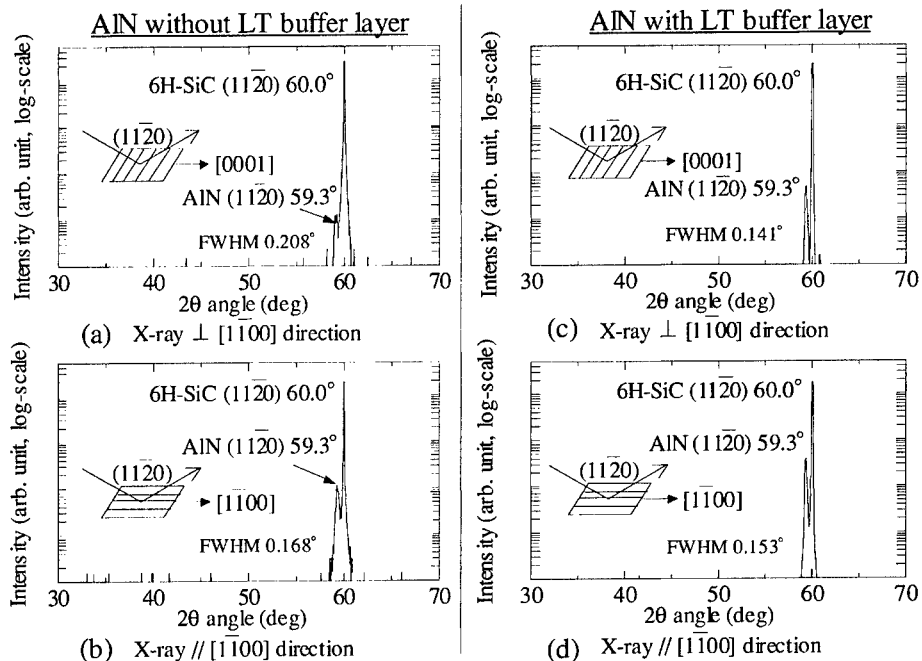 AlN without LT buffer layer
Intensity (arb. unit, log-scale)
6H-SiC (112̅0) 60.0°
(112̅0)
[0001]
AlN (112̅0) 59.3°
FWHM 0.208°
30 40 50 60 70
2θ angle (deg)
(a) X-ray ⊥ [11̅00] direction
Intensity (arb. unit, log-scale)
6H-SiC (112̅0) 60.0°
AlN (112̅0) 59.3°
(112̅0)
[11̅00]
FWHM 0.168°
30 40 50 60 70
2θ angle (deg)
(b) X-ray // [11̅00] direction
AlN with LT buffer layer
Intensity (arb. unit, log-scale)
6H-SiC (112̅0) 60.0°
(112̅0)
[0001]
AlN (112̅0) 59.3°
FWHM 0.141°
30 40 50 60 70
2θ angle (deg)
(c) X-ray ⊥ [11̅00] direction
Intensity (arb. unit, log-scale)
6H-SiC (112̅0) 60.0°
AlN (112̅0) 59.3°
(112̅0)
[11̅00]
FWHM 0.153°
30 40 50 60 70
2θ angle (deg)
(d) X-ray // [11̅00] direction